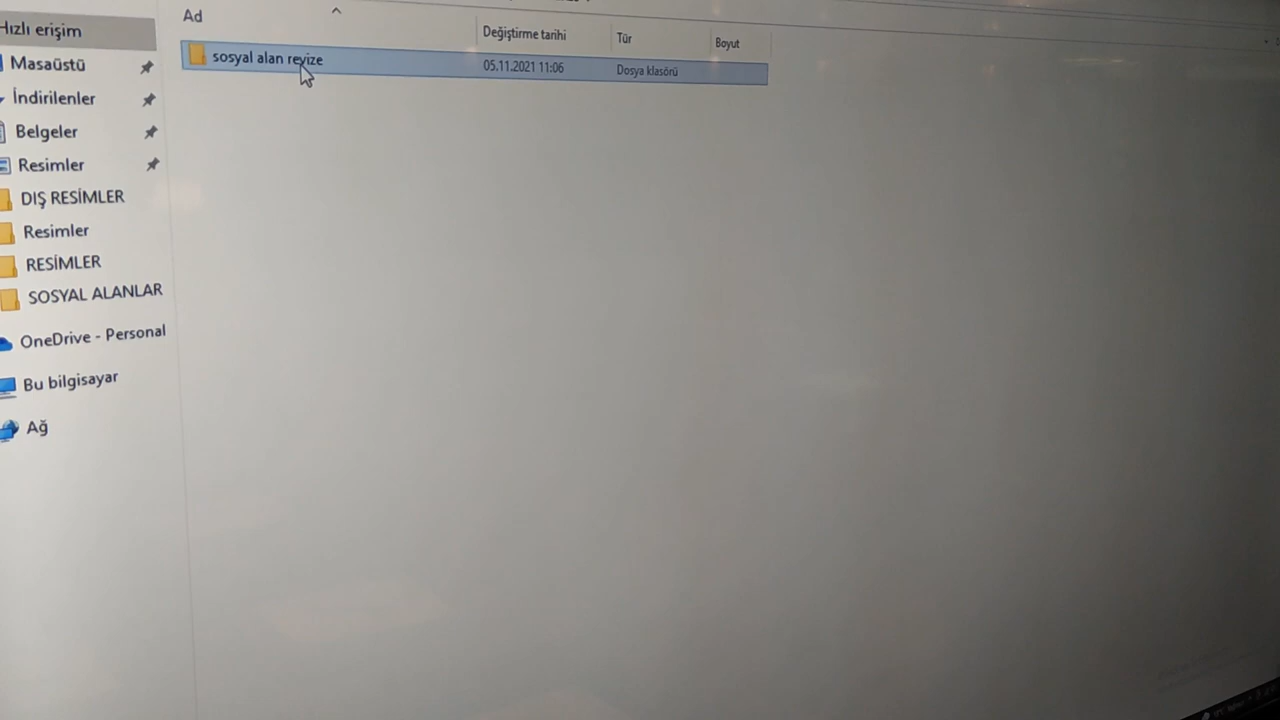 Ad
Değiştirme tarihi
Tür
Boyut
sosyal alan revize
05.11.2021 11:06
Dosya klasörü
Hızlı erişim
Masaüstü
İndirilenler
Belgeler
Resimler
DIŞ RESİMLER
Resimler
RESİMLER
SOSYAL ALANLAR
OneDrive - Personal
Bu bilgisayar
Ağ